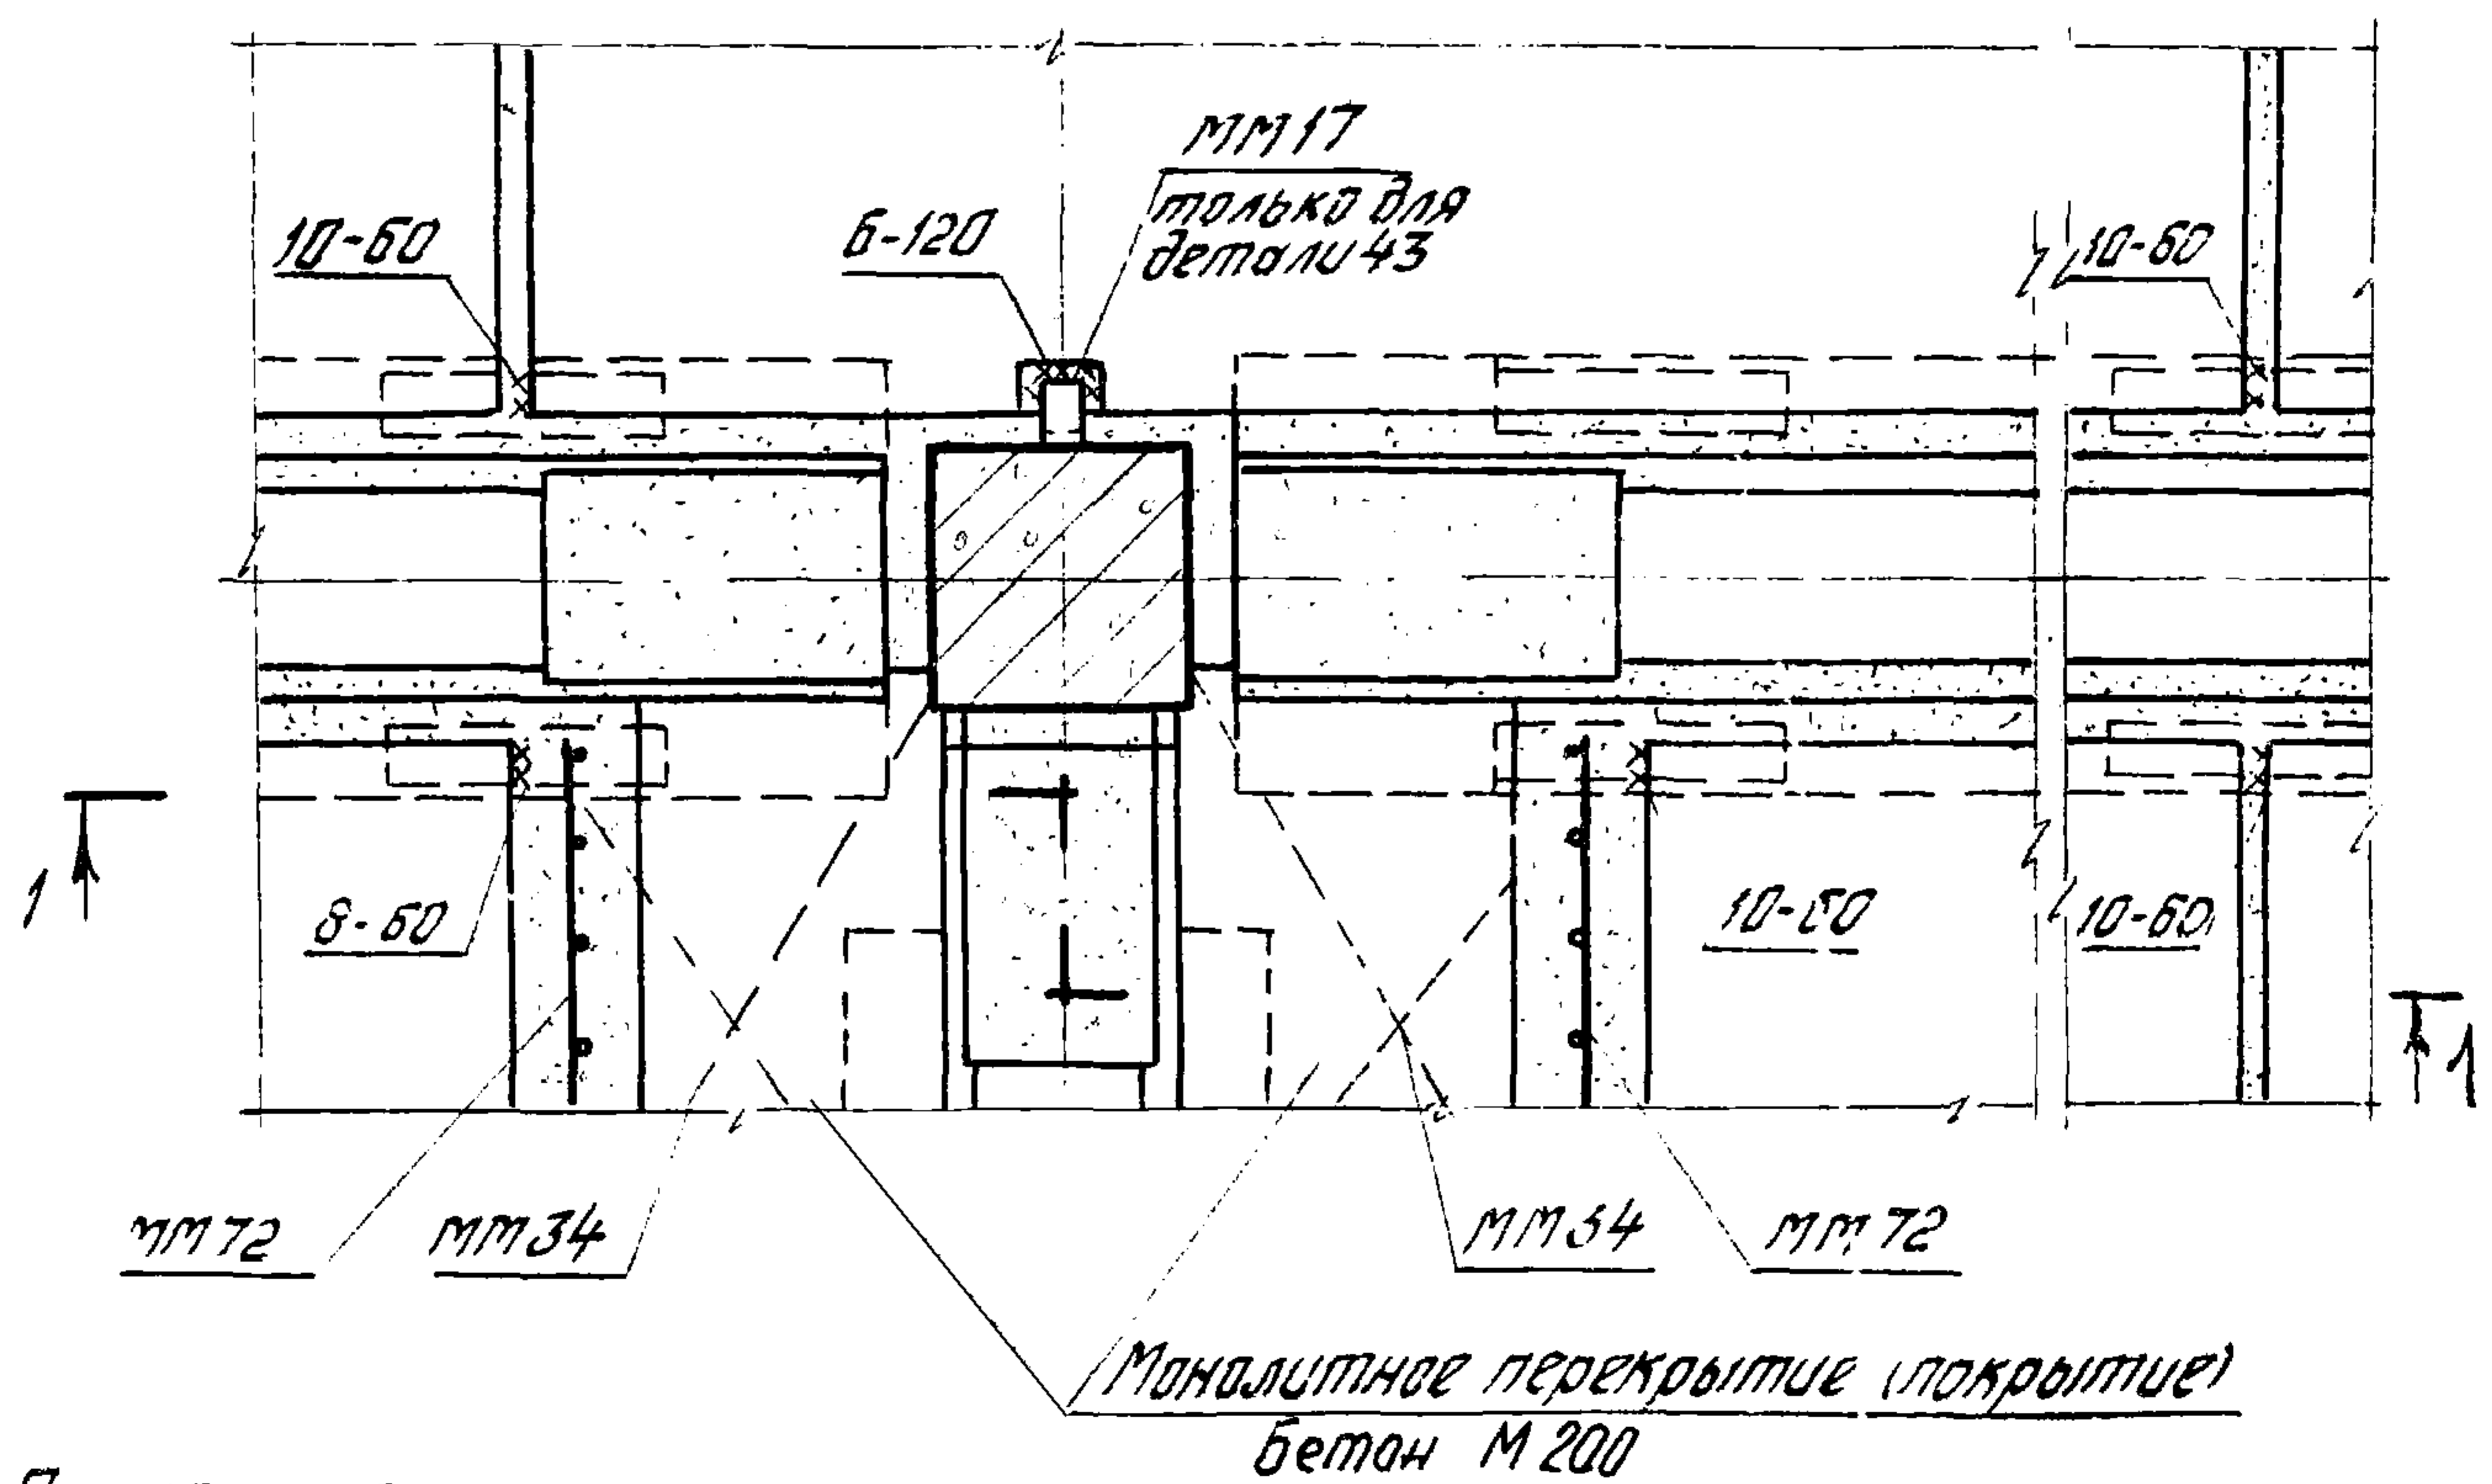 ММ17
только для
детали 43
10-60
6-120
10-60
1
8-60
10-60
10-60
1
ММ72
ММ34
ММ34
ММ72
Монолитное перекрытие (покрытие)
Бетон М 200